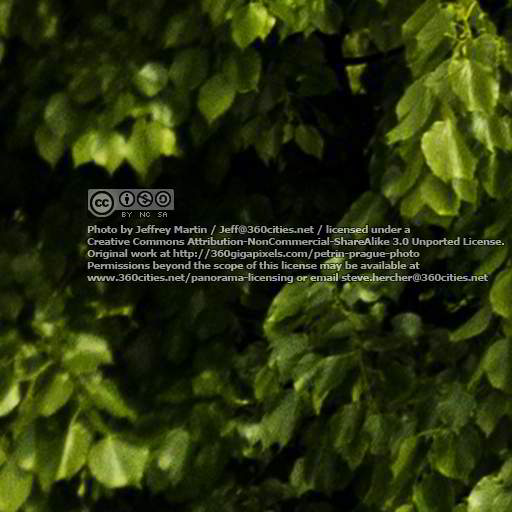 cc BY NC SA
Photo by Jeffrey Martin / Jeff@360cities.net / licensed under a
Creative Commons Attribution-NonCommercial-ShareAlike 3.0 Unported License.
Original work at http://360gigapixels.com/petrin-prague-photo
Permissions beyond the scope of this license may be available at
www.360cities.net/panorama-licensing or email steve.hercher@360cities.net